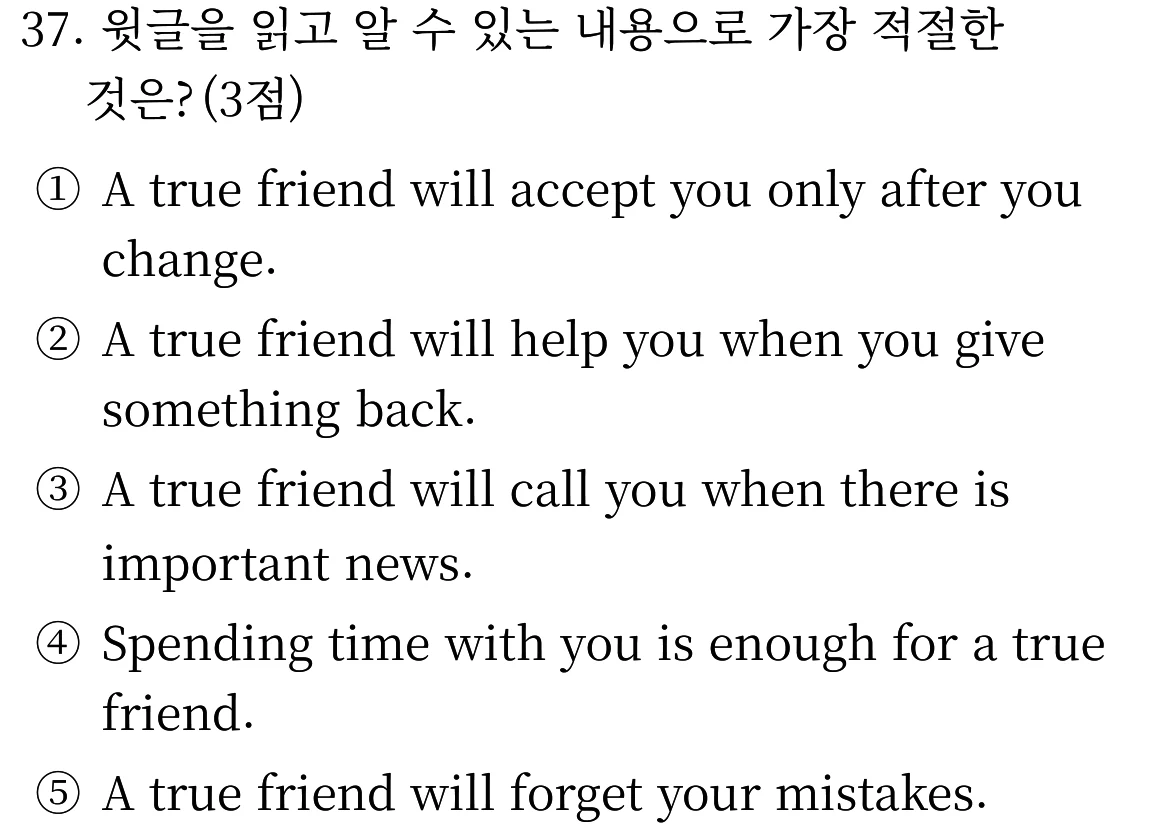 37. 윗글을 읽고 알 수 있는 내용으로 가장 적절한
것은? (3점)
① A true friend will accept you only after you
change.
② A true friend will help you when you give
something back.
③ A true friend will call you when there is
important news.
④ Spending time with you is enough for a true
friend.
⑤ A true friend will forget your mistakes.